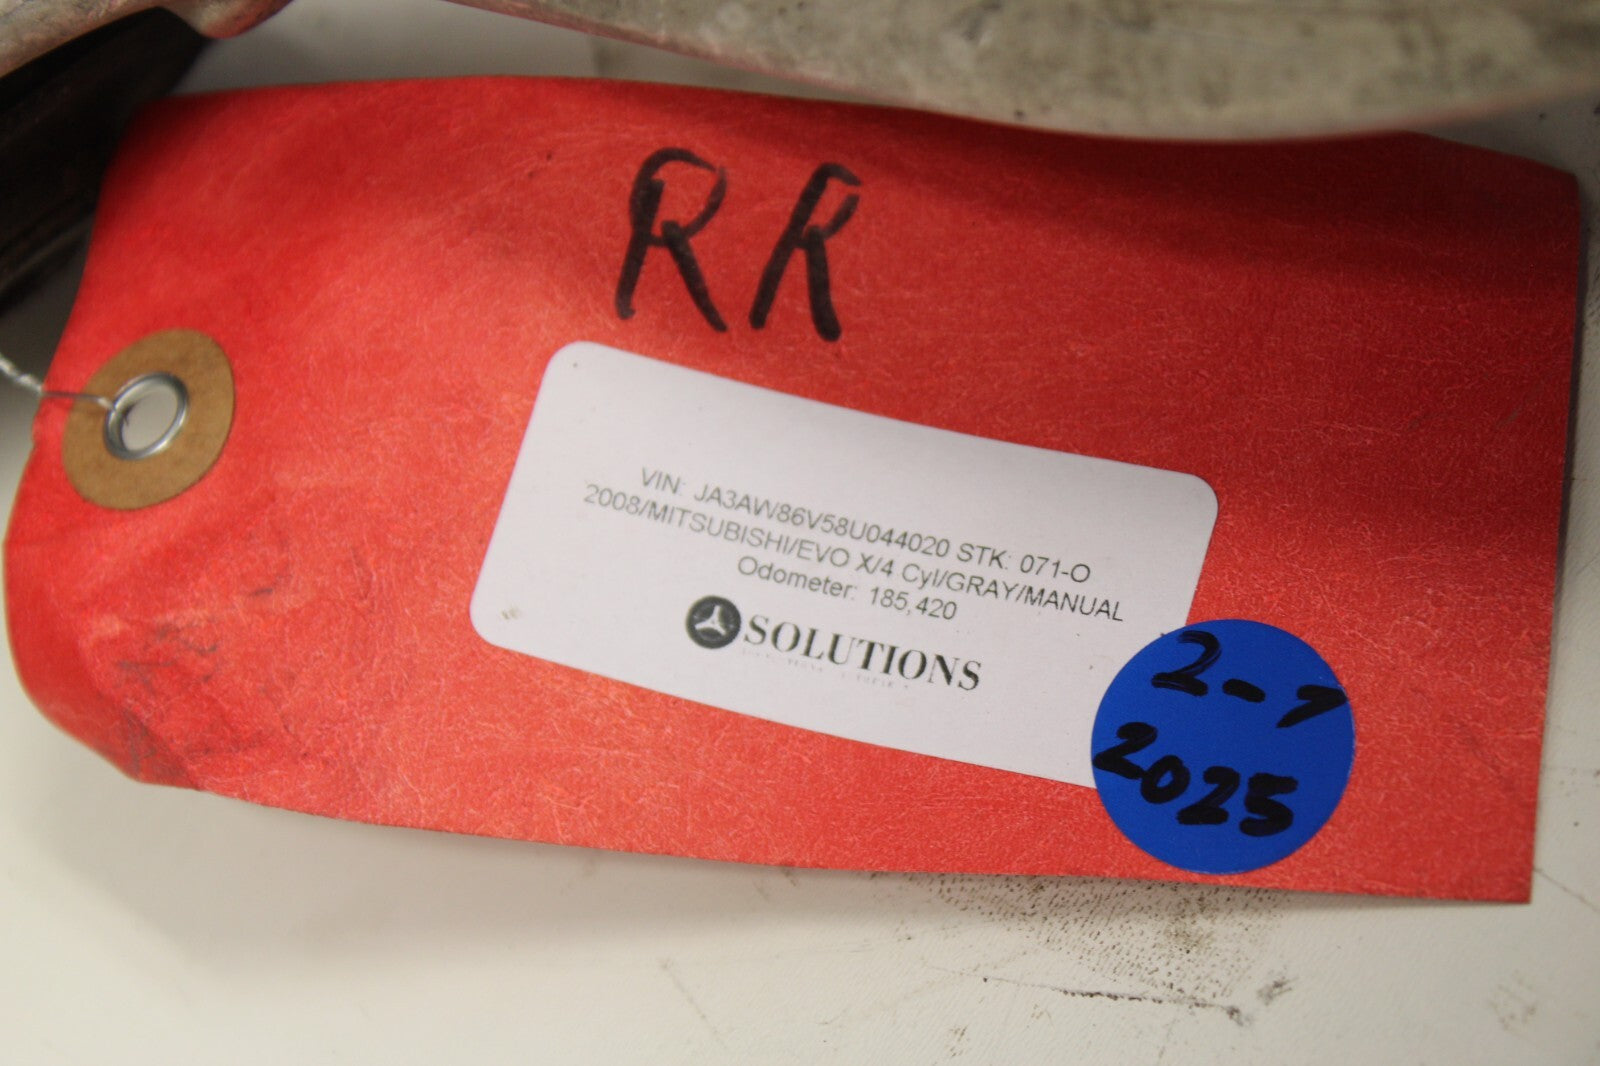 RR
VIN: JA3AW86V58U044020 STK: 071-O
2008/MITSUBISHI/EVO X/4 Cyl/GRAY/MANUAL
Odometer: 185,420
SOLUTIONS
2-7
2025